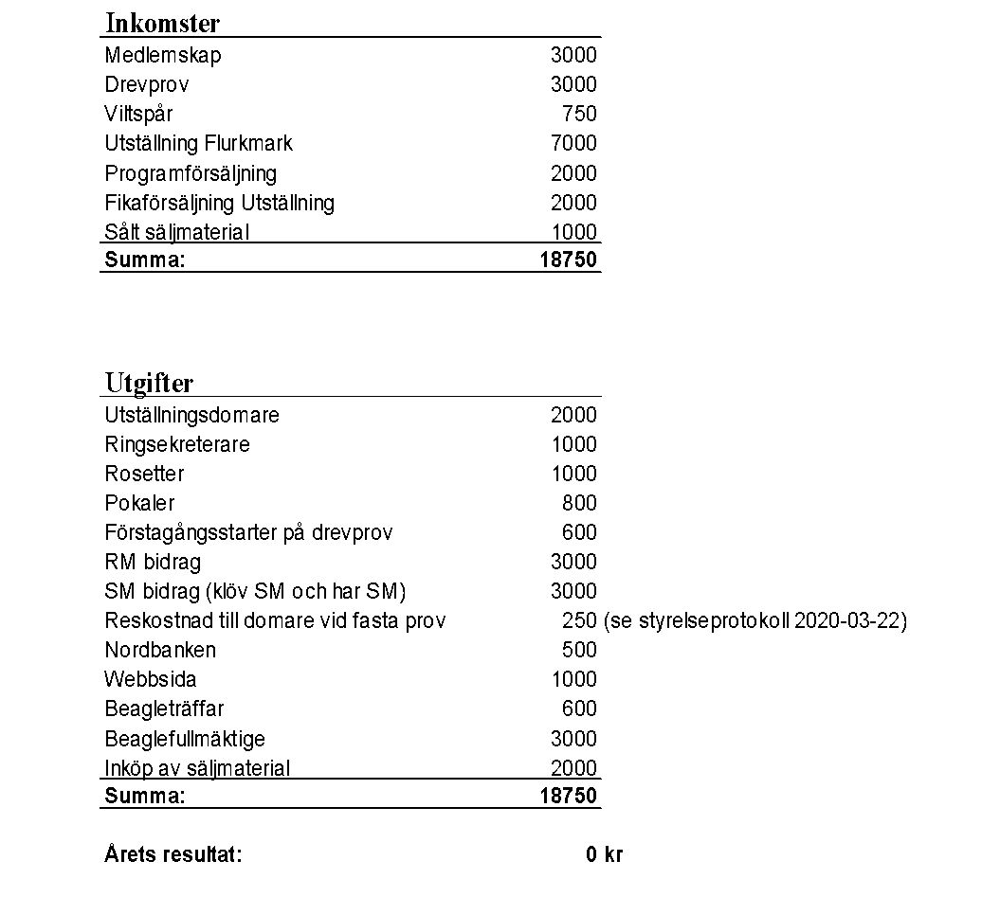 Inkomster
Medlemskap 3000
Drevprov 3000
Viltspår 750
Utställning Flurkmark 7000
Programförsäljning 2000
Fikaförsäljning Utställning 2000
Sålt säljmaterial 1000
Summa: 18750
Utgifter
Utställningsdomare 2000
Ringsekreterare 1000
Rosetter 1000
Pokaler 800
Förstagångsstarter på drevprov 600
RM bidrag 3000
SM bidrag (klöv SM och har SM) 3000
Reskostnad till domare vid fasta prov 250 (se styrelseprotokoll 2020-03-22)
Nordbanken 500
Webbsida 1000
Beagleträffar 600
Beaglefullmäktige 3000
Inköp av säljmaterial 2000
Summa: 18750
Årets resultat: 0 kr